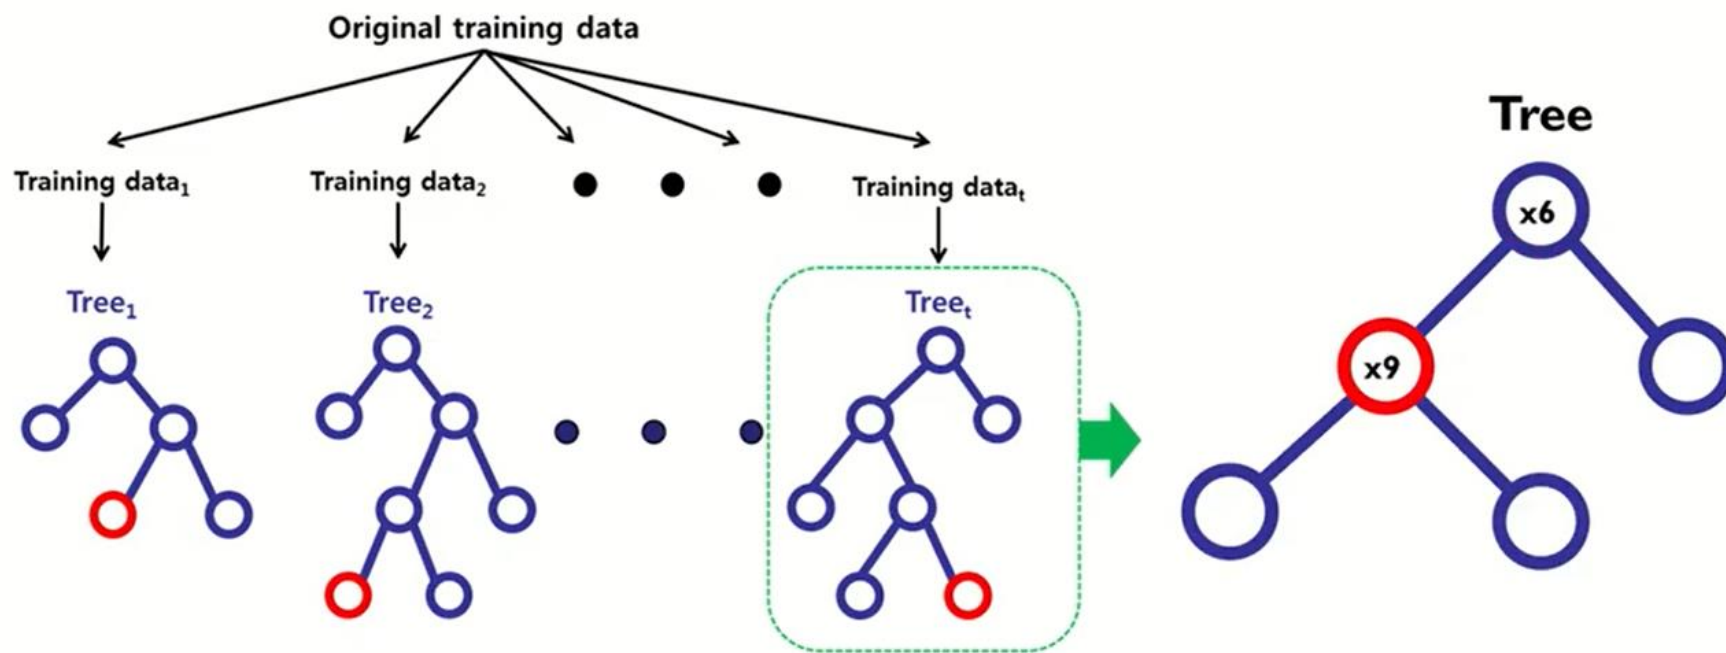 Original training data
Training data₁
Training data₂
Training dataₜ
Tree₁
Tree₂
Treeₜ
Tree
x6
x9